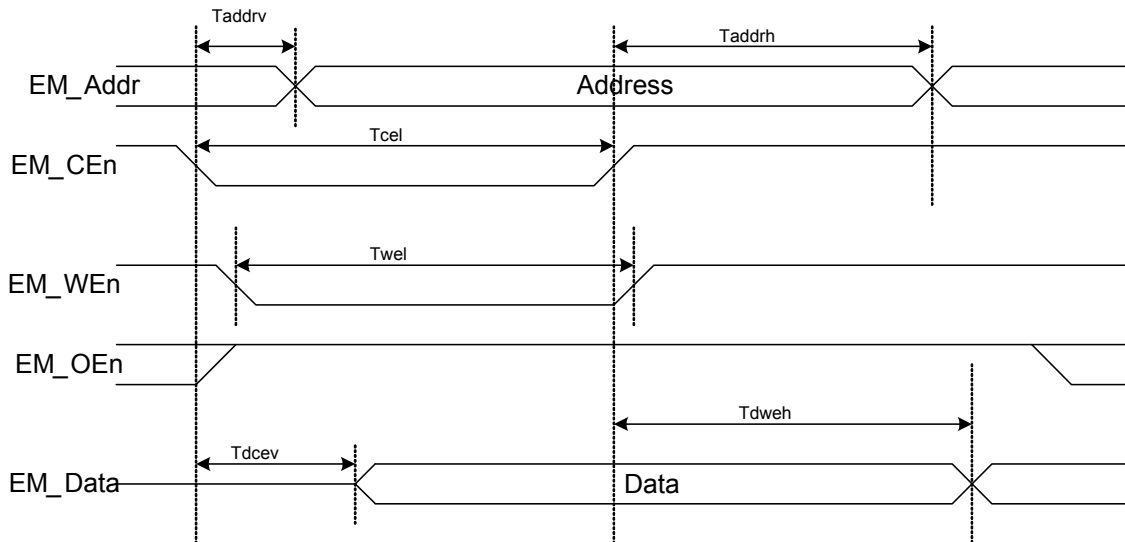 Taddrv
Taddrh
EM_Addr
Address
Tcel
EM_CEn
Twel
EM_WEn
EM_OEn
Tdweh
Tdcev
EM_Data
Data